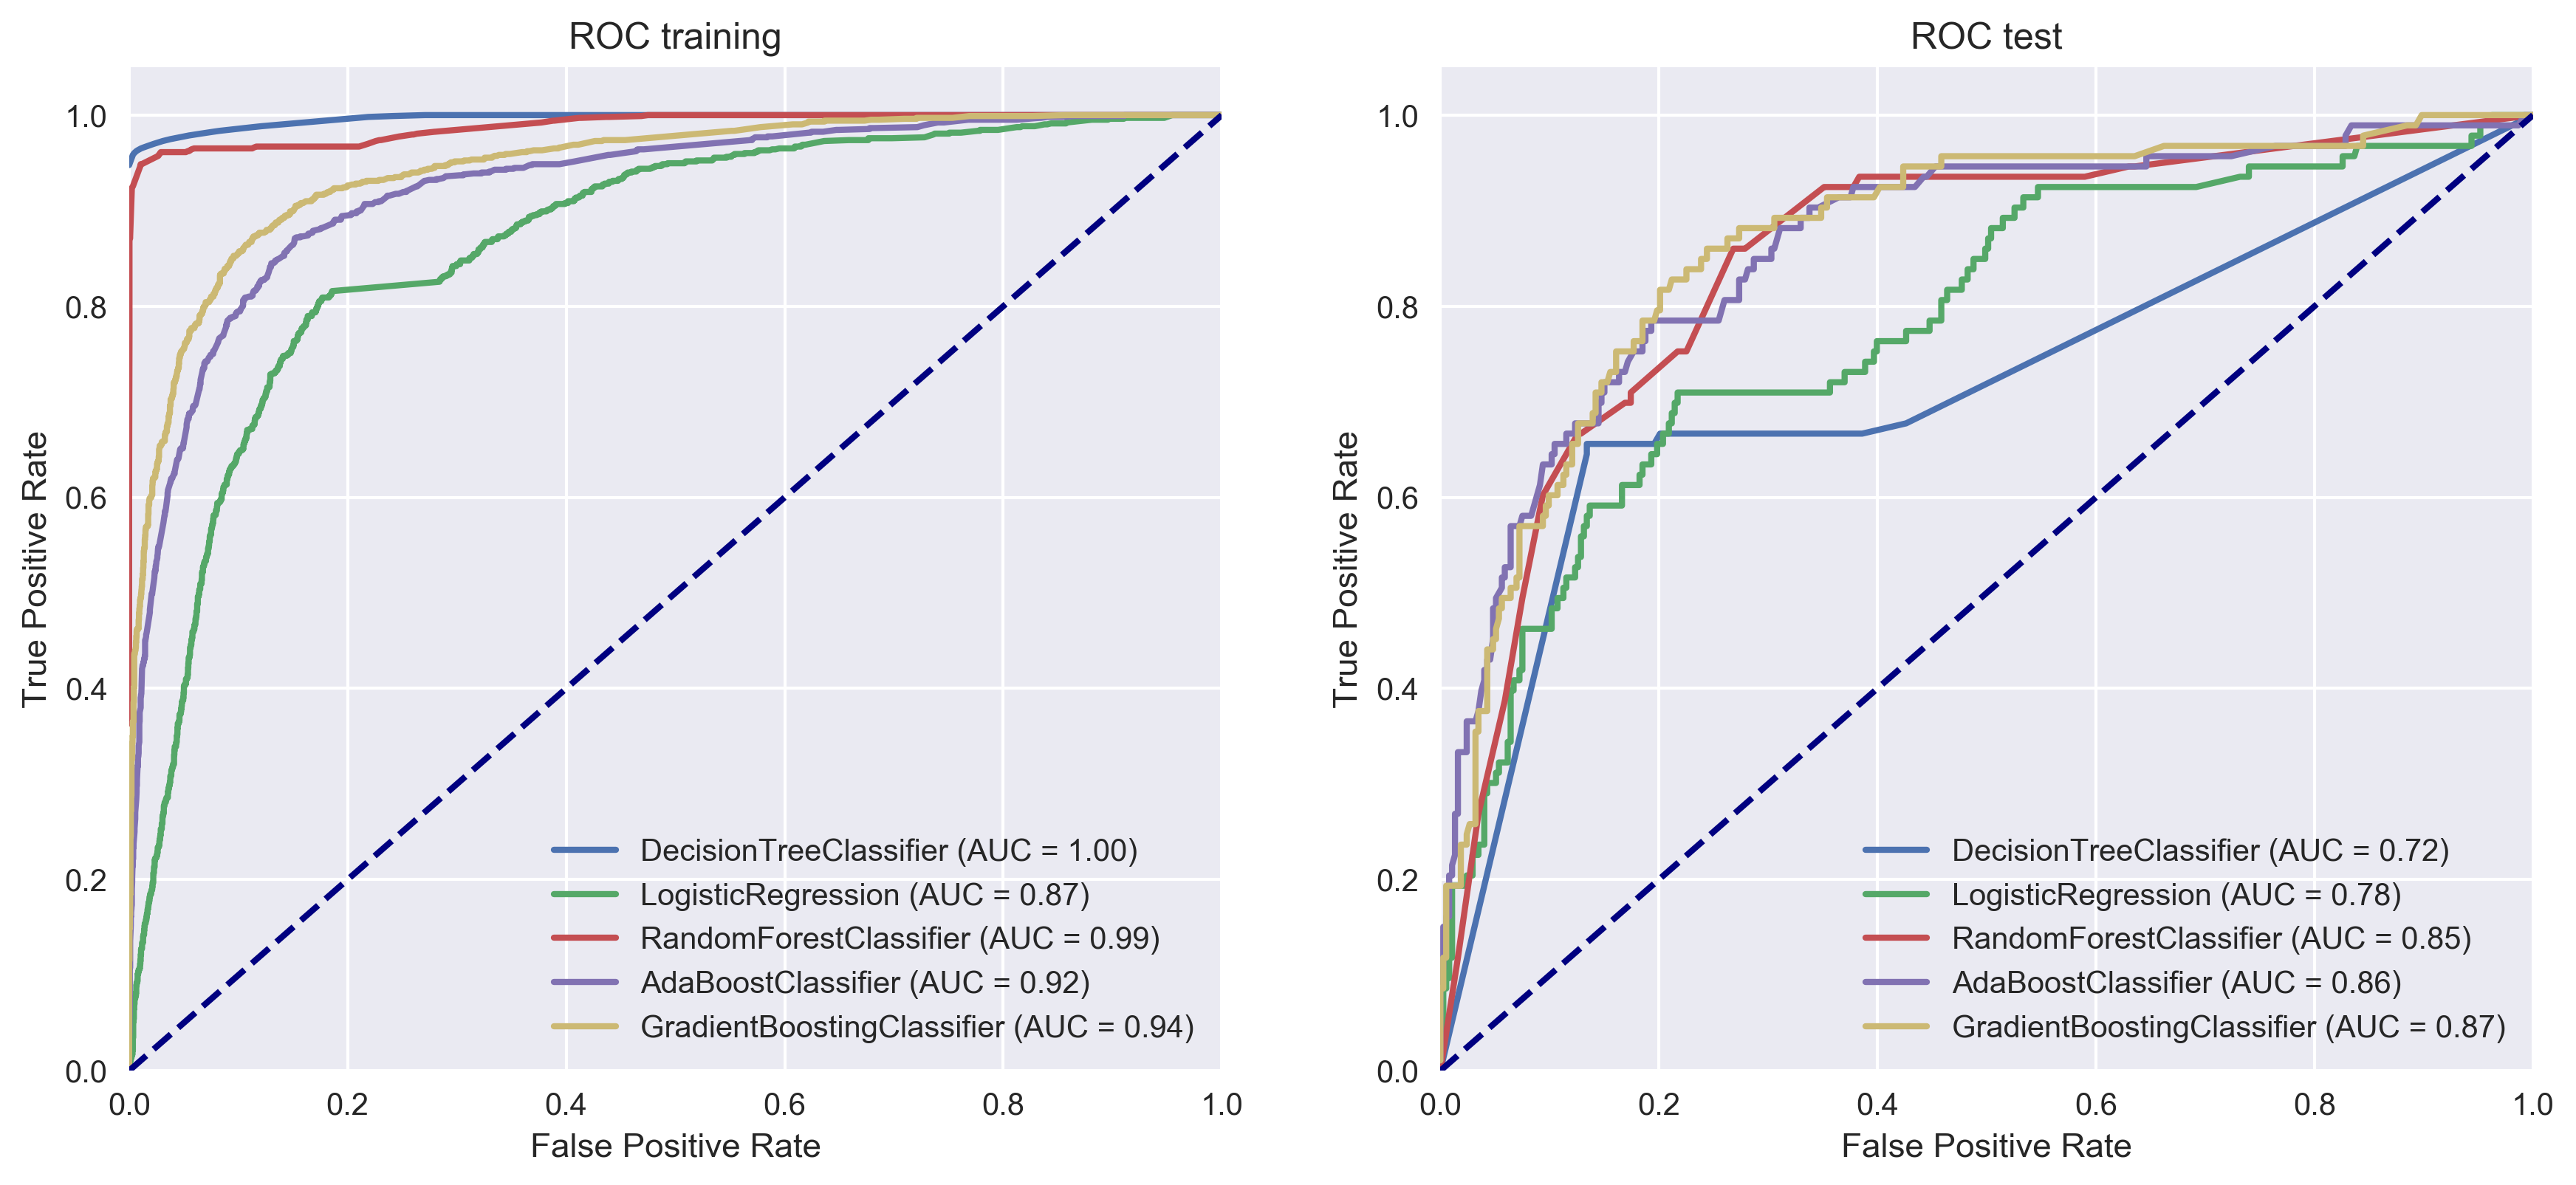 ROC training
1.0
0.8
0.6
0.4
0.2
0.0
True Positive Rate
DecisionTreeClassifier (AUC = 1.00)
LogisticRegression (AUC = 0.87)
RandomForestClassifier (AUC = 0.99)
AdaBoostClassifier (AUC = 0.92)
GradientBoostingClassifier (AUC = 0.94)
0.0 0.2 0.4 0.6 0.8 1.0
False Positive Rate
ROC test
1.0
0.8
0.6
0.4
0.2
0.0
True Positive Rate
DecisionTreeClassifier (AUC = 0.72)
LogisticRegression (AUC = 0.78)
RandomForestClassifier (AUC = 0.85)
AdaBoostClassifier (AUC = 0.86)
GradientBoostingClassifier (AUC = 0.87)
0.0 0.2 0.4 0.6 0.8 1.0
False Positive Rate